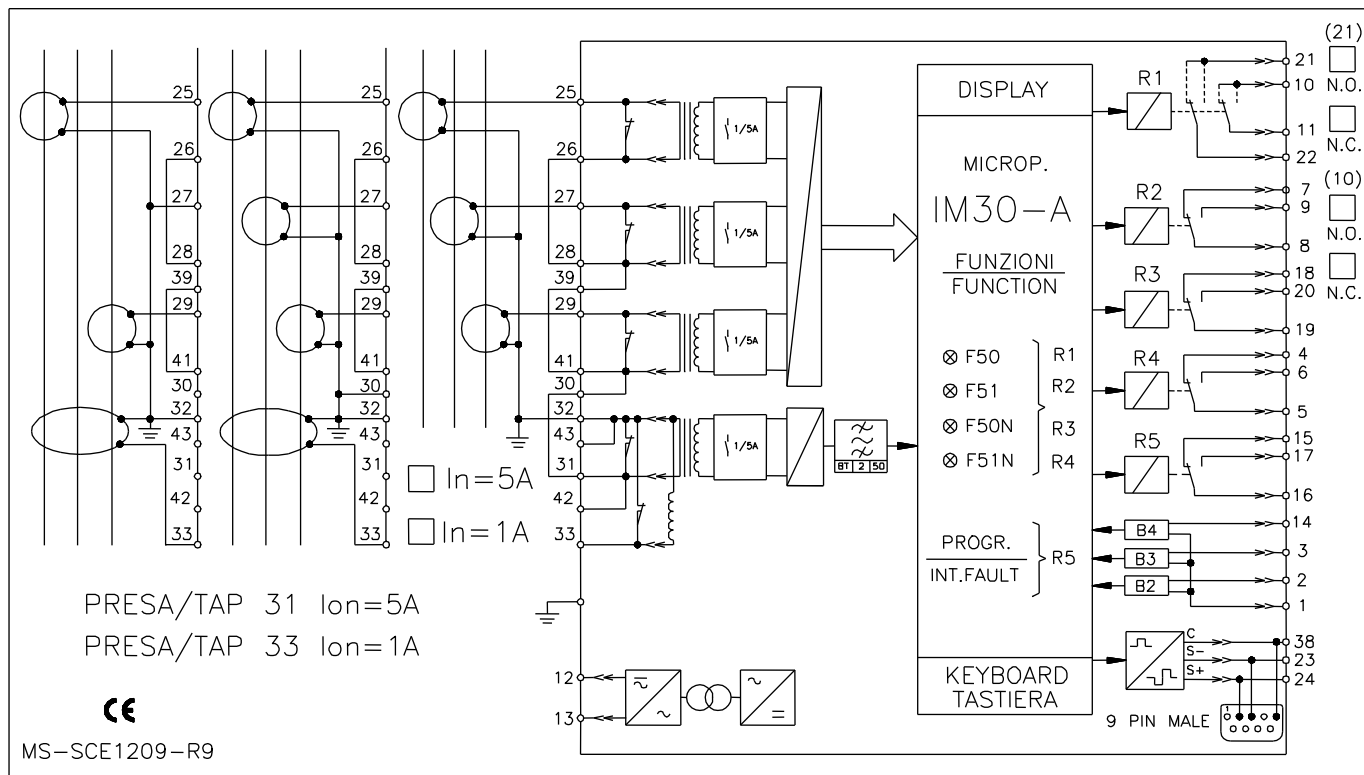 25
26
27
28
39
29
41
30
32
43
31
42
33
25
26
27
28
39
29
41
30
32
43
31
42
33
25
26
27
28
39
29
41
30
32
43
31
42
33
In=5A
In=1A
PRESA/TAP 31 Ion=5A
PRESA/TAP 33 Ion=1A
CE
MS-SCE1209-R9
12
13
1/5A
1/5A
1/5A
1/5A
BT 2 50
~
~
=
DISPLAY
MICROP.
IM30-A
FUNZIONI
FUNCTION
F50
F51
F50N
F51N
R1
R2
R3
R4
PROGR.
INT.FAULT
R5
KEYBOARD
TASTIERA
R1
R2
R3
R4
R5
B4
B3
B2
C
S-
S+
9 PIN MALE
1
21
10
11
22
7
9
8
18
20
19
4
6
5
15
17
16
14
3
2
1
38
23
24
(21)
N.O.
N.C.
(10)
N.O.
N.C.